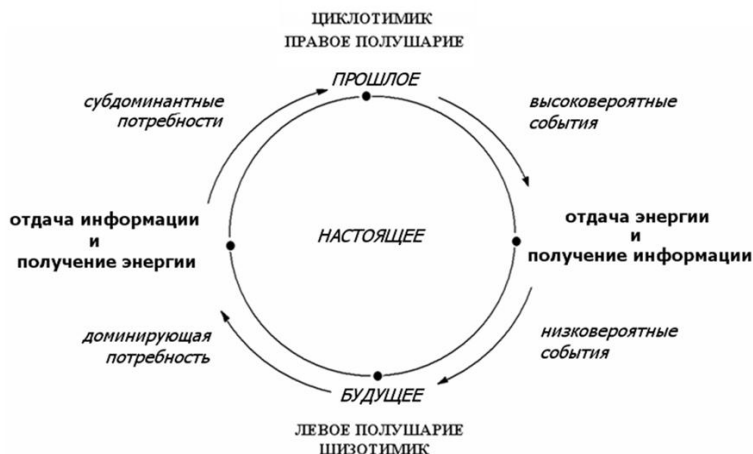 ЦИКЛОТИМИК
ПРАВОЕ ПОЛУШАРИЕ
ПРОШЛОЕ
субдоминантные
потребности
высоковероятные
события
отдача информации
и
получение энергии
НАСТОЯЩЕЕ
отдача энергии
и
получение информации
доминирующая
потребность
низковероятные
события
БУДУЩЕЕ
ЛЕВОЕ ПОЛУШАРИЕ
ШИЗОТИМИК